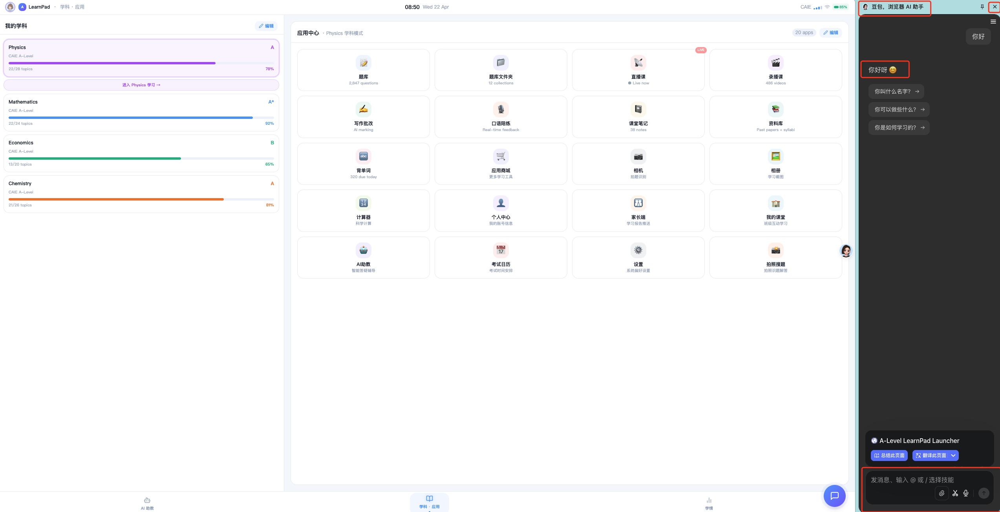 A LearnPad · 学科 · 应用
08:50 Wed 22 Apr
CAIE 85%
我的学科
编辑
Physics A
CAIE A-Level
22/28 topics 78%
进入 Physics 学习 →
Mathematics A*
CAIE A-Level
22/24 topics 92%
Economics B
CAIE A-Level
13/20 topics 65%
Chemistry A
CAIE A-Level
21/26 topics 81%
应用中心 · Physics 学科模式
20 apps 编辑
题库
2,847 questions
题库文件夹
12 collections
LIVE
直播课
Live now
录播课
486 videos
写作批改
AI marking
口语陪练
Real-time feedback
课堂笔记
38 notes
资料库
Past papers + syllabi
abc
背单词
320 due today
应用商城
更多学习工具
相机
拍题识别
相册
学习截图
12
34
计算器
科学计算
个人中心
我的账号信息
家长端
学习报告推送
我的课堂
班级互动学习
AI助教
智能答疑辅导
17
考试日历
考试时间安排
设置
系统偏好设置
拍照搜题
拍照识题解答
AI 助教
学科 · 应用
学情
豆包，浏览器 AI 助手
你好
你好呀 😊
你叫什么名字？ →
你可以做些什么？ →
你是如何学习的？ →
A-Level LearnPad Launcher
总结此页面
翻译此页面
发消息、输入 @ 或 / 选择技能